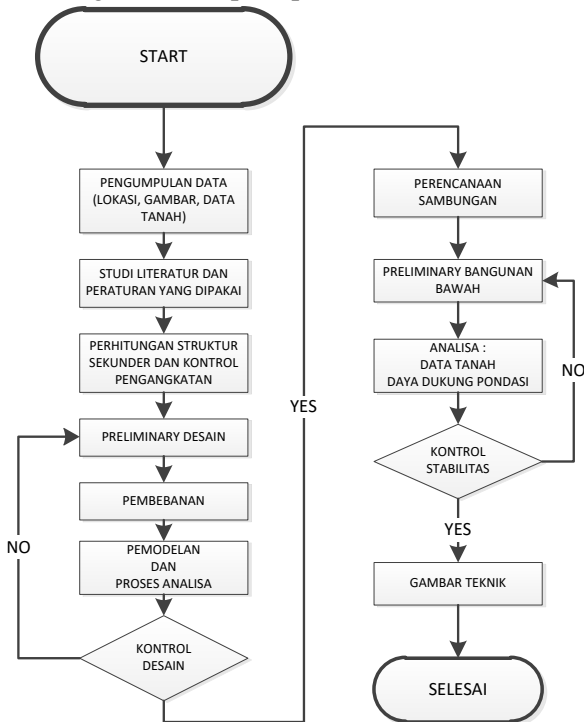 START
PENGUMPULAN DATA
(LOKASI, GAMBAR, DATA
TANAH)
STUDI LITERATUR DAN
PERATURAN YANG DIPAKAI
PERHITUNGAN STRUKTUR
SEKUNDER DAN KONTROL
PENGANGKATAN
PRELIMINARY DESAIN
PEMBEBANAN
PEMODELAN
DAN
PROSES ANALISA
KONTROL
DESAIN
NO
YES
PERENCANAAN
SAMBUNGAN
PRELIMINARY BANGUNAN
BAWAH
ANALISA :
DATA TANAH
DAYA DUKUNG PONDASI
KONTROL
STABILITAS
NO
YES
GAMBAR TEKNIK
SELESAI